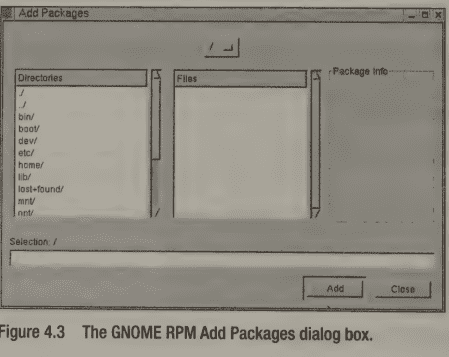 Add Packages
/
Directories
Files
Package Info
./
../
bin/
boot/
dev/
etc/
home/
lib/
lost+found/
mnt/
opt/
Selection: /
Add
Close
Figure 4.3 The GNOME RPM Add Packages dialog box.